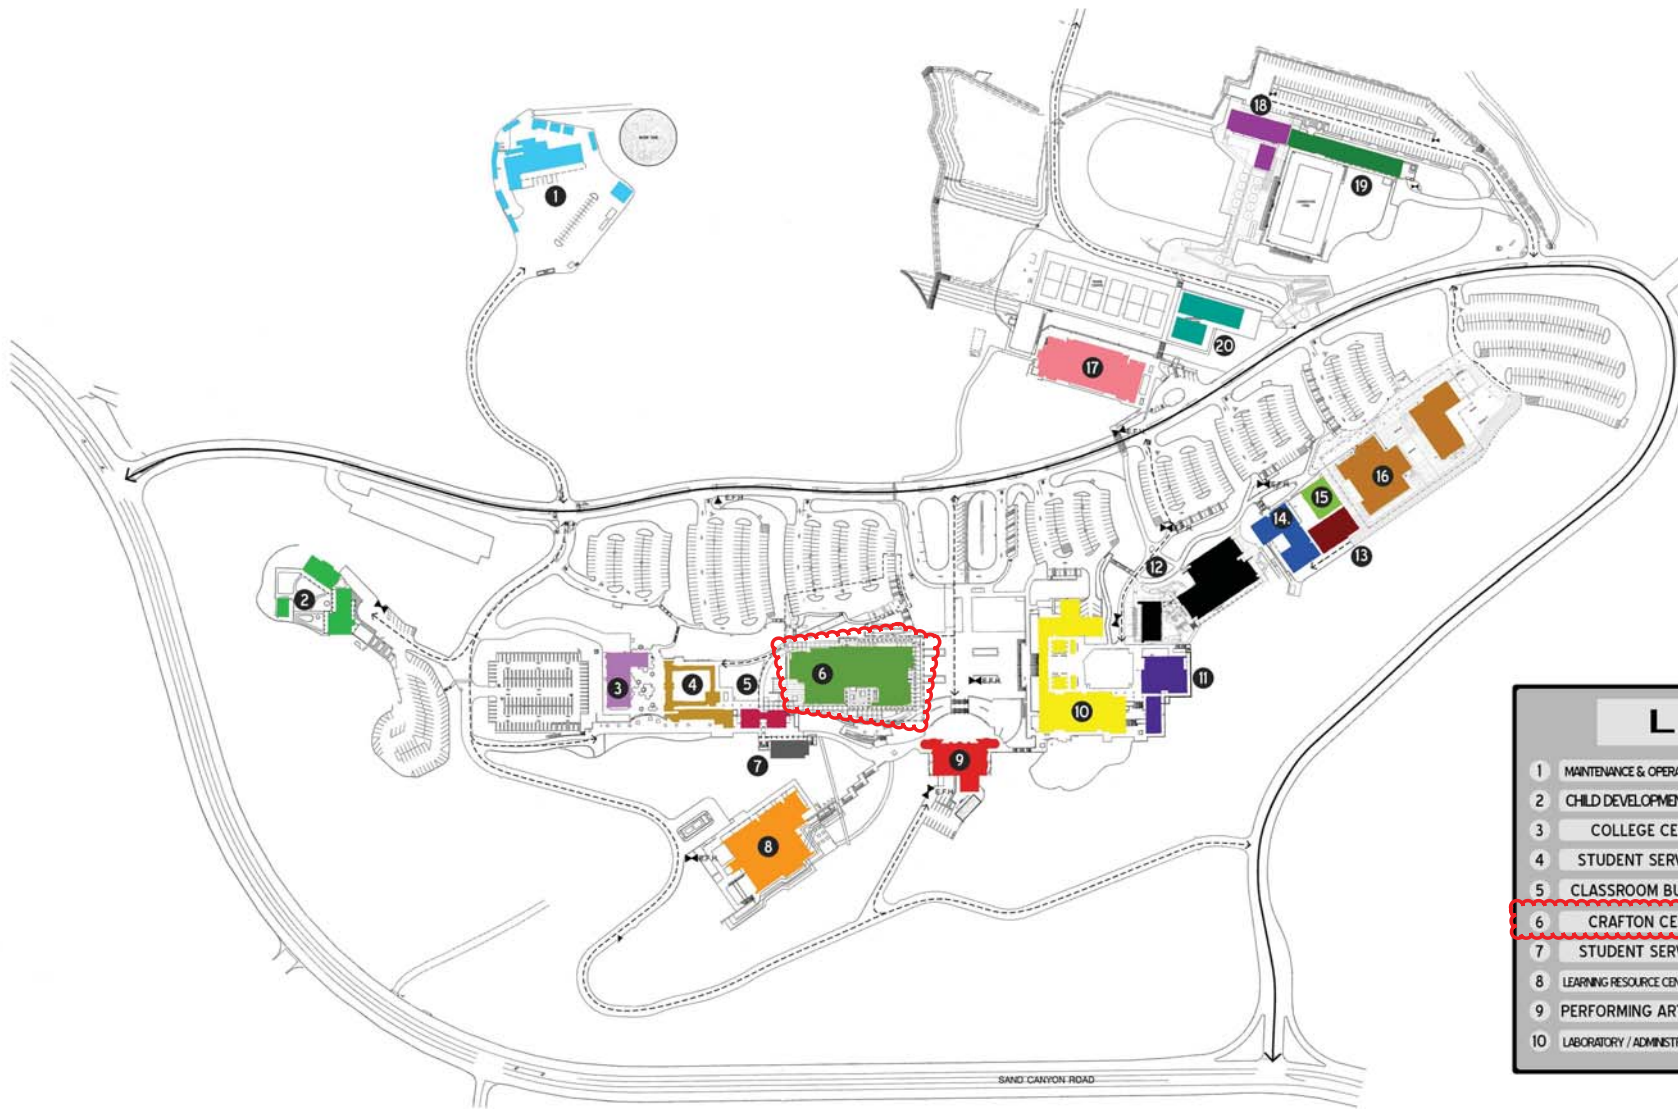 18
1
19
20
17
E.F.H.
16
E.F.H.
15
14.
12
13
2
3
4
5
6
E.F.H.
11
10
7
9
E.F.H.
8
E.F.H.
SAND CANYON ROAD
L
1 MAINTENANCE & OPERA
2 CHILD DEVELOPMEN
3 COLLEGE CE
4 STUDENT SERV
5 CLASSROOM BU
6 CRAFTON CE
7 STUDENT SERV
8 LEARNING RESOURCE CEN
9 PERFORMING ART
10 LABORATORY / ADMINISTR